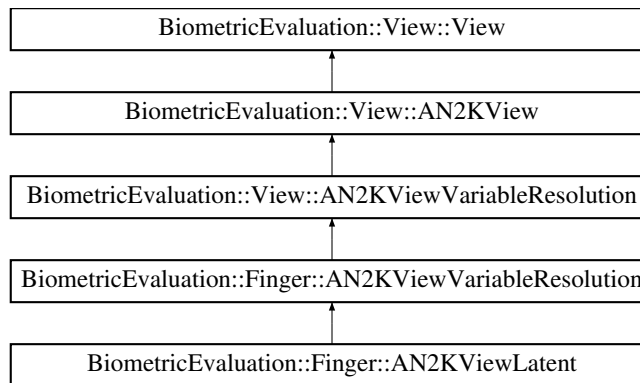 BiometricEvaluation::View::View
BiometricEvaluation::View::AN2KView
BiometricEvaluation::View::AN2KViewVariableResolution
BiometricEvaluation::Finger::AN2KViewVariableResolution
BiometricEvaluation::Finger::AN2KViewLatent